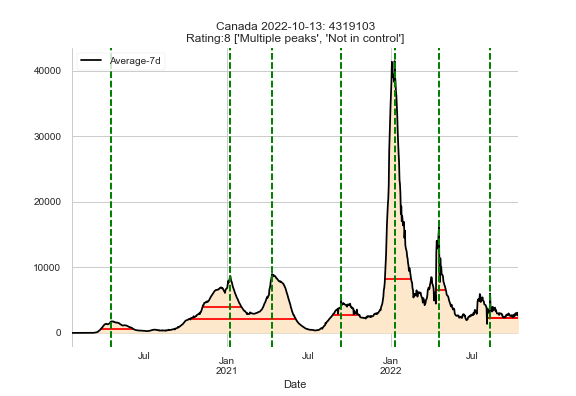 Canada 2022-10-13: 4319103
Rating:8 ['Multiple peaks', 'Not in control']
Average-7d
40000
30000
20000
10000
0
Jul
Jan
2021
Jul
Jan
2022
Jul
Date